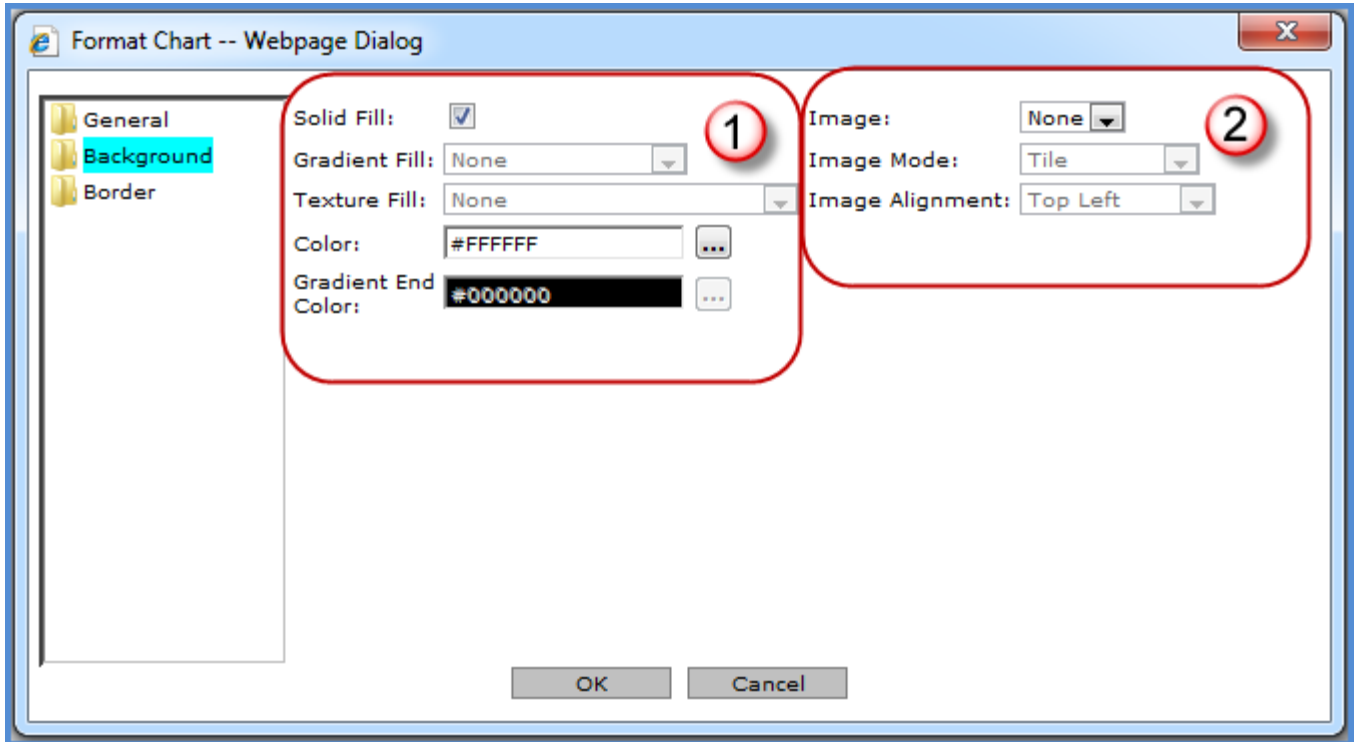 Format Chart -- Webpage Dialog
General
Background
Border
Solid Fill:
Gradient Fill: None
Texture Fill: None
Color: #FFFFFF ...
Gradient End
Color: #000000 ...
1
Image: None
Image Mode: Tile
Image Alignment: Top Left
2
OK Cancel